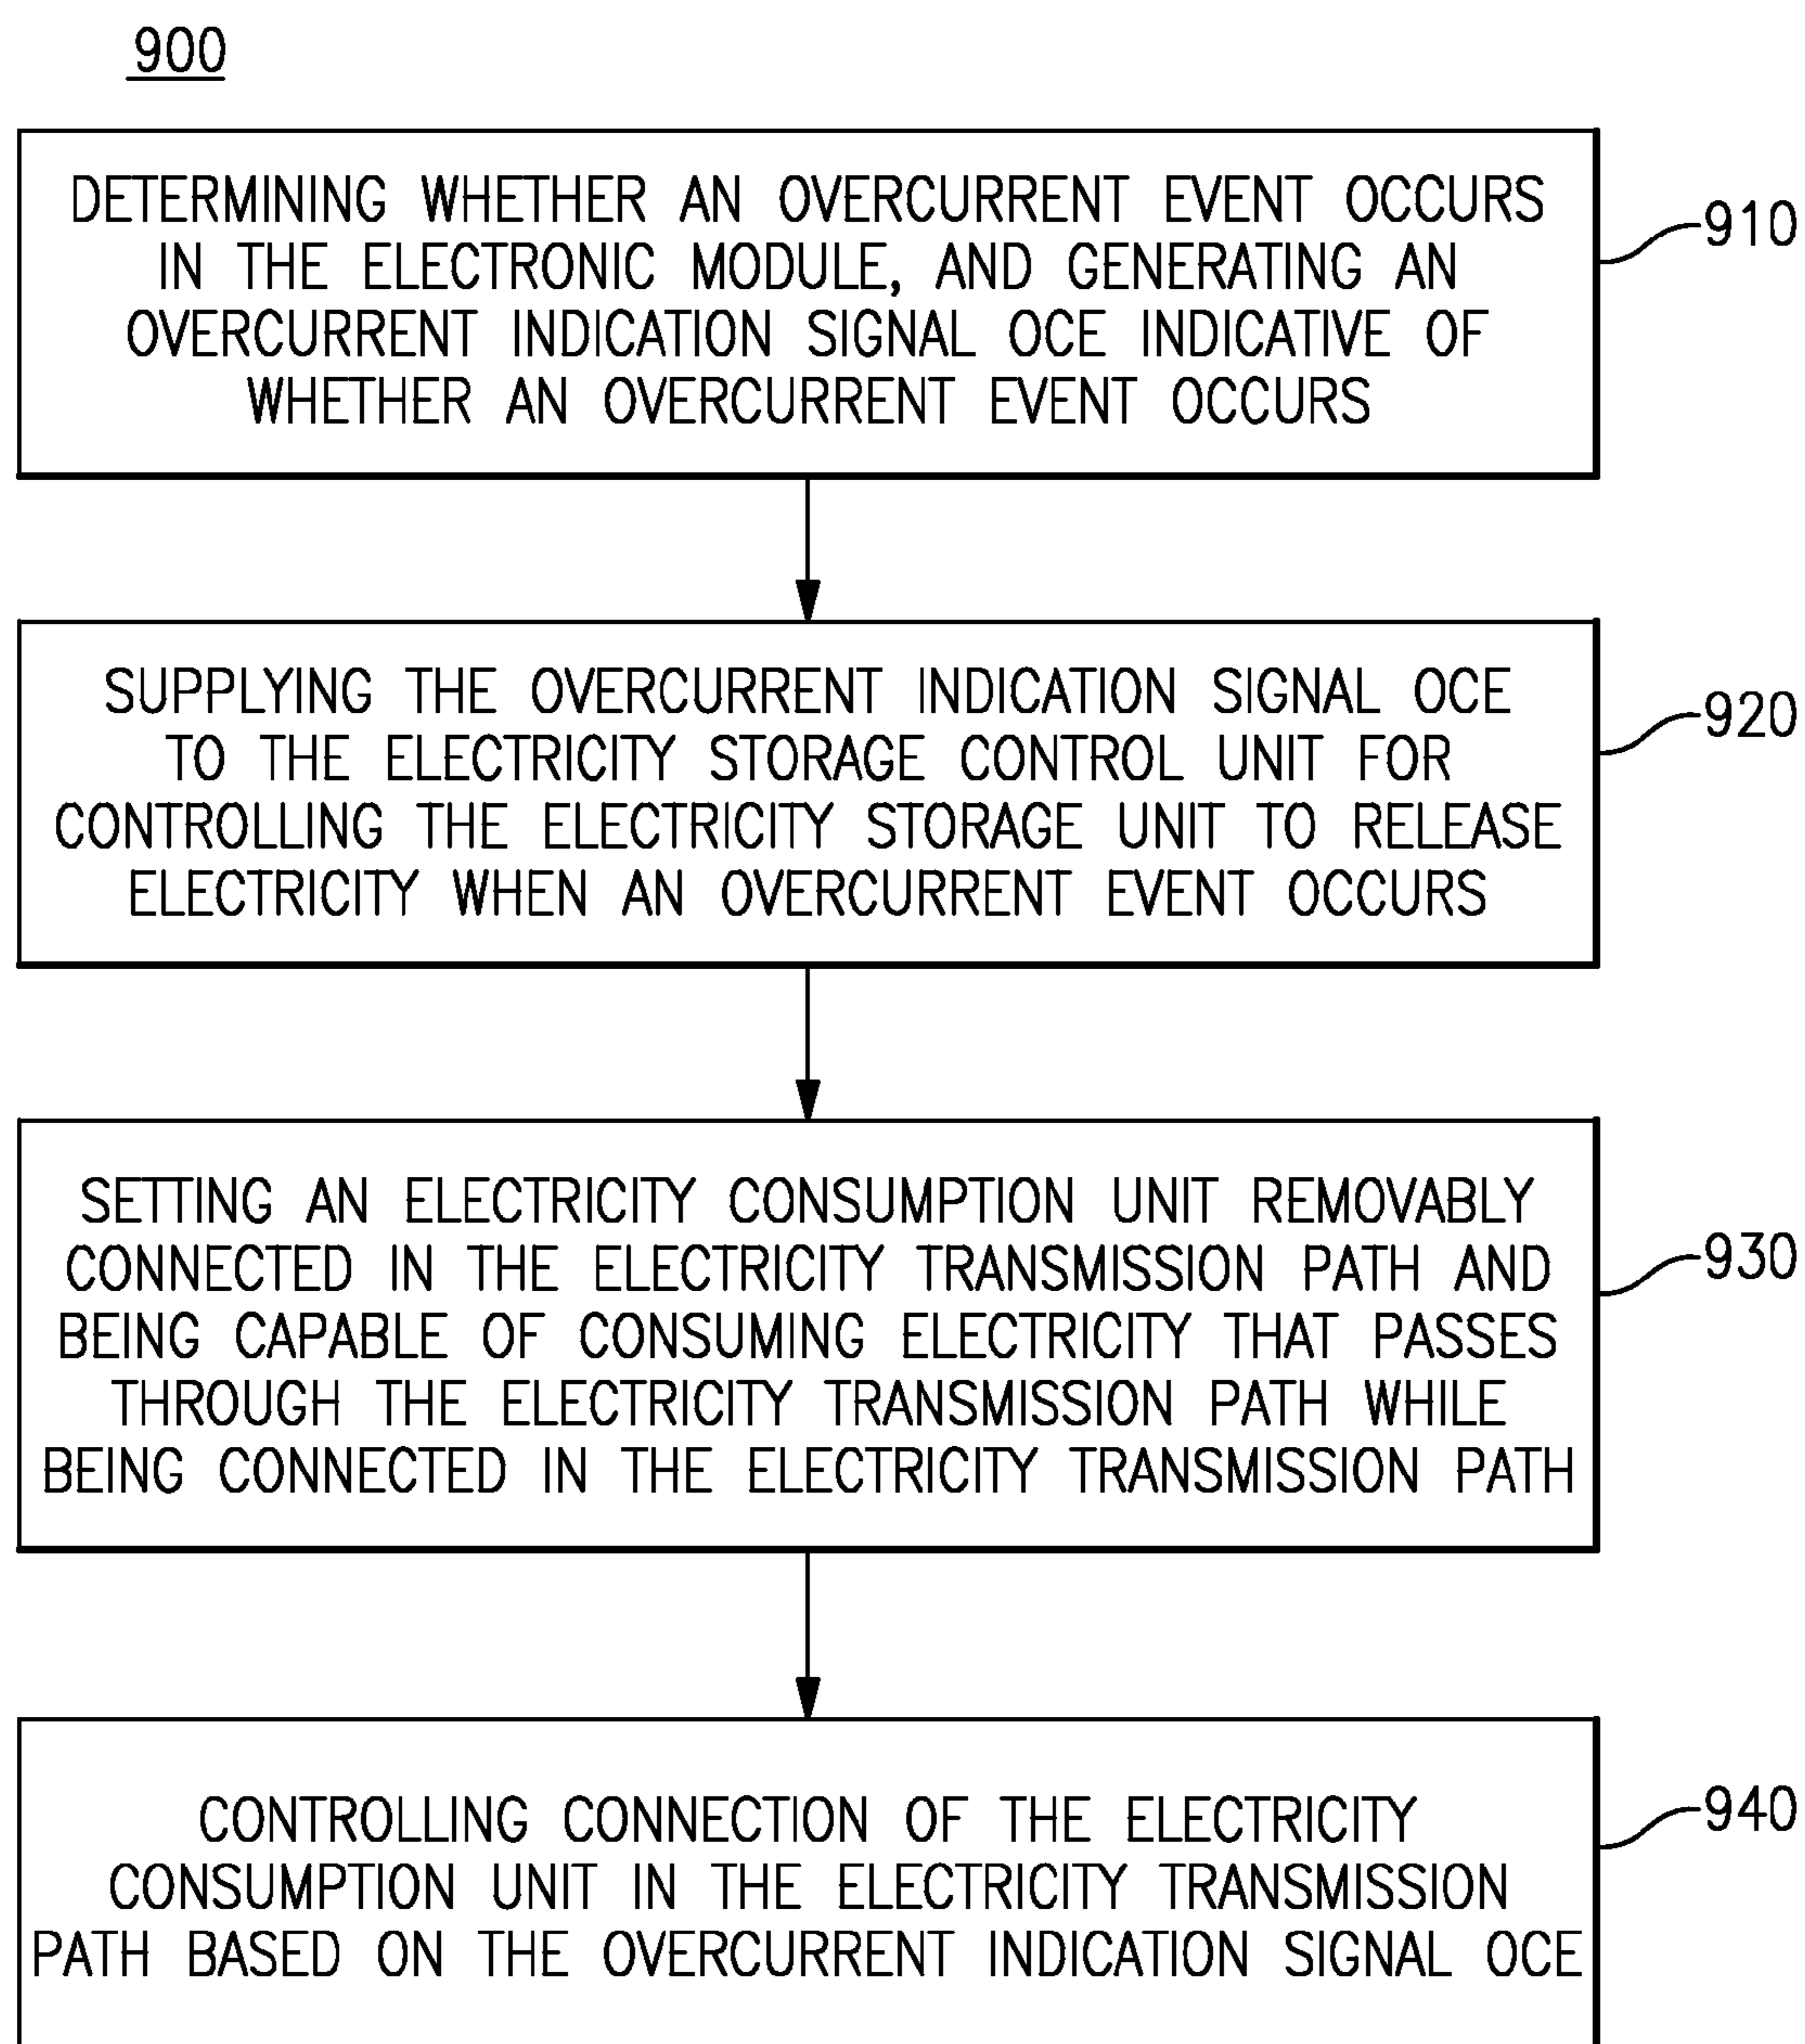 900
DETERMINING WHETHER AN OVERCURRENT EVENT OCCURS
IN THE ELECTRONIC MODULE, AND GENERATING AN
OVERCURRENT INDICATION SIGNAL OCE INDICATIVE OF
WHETHER AN OVERCURRENT EVENT OCCURS
910
SUPPLYING THE OVERCURRENT INDICATION SIGNAL OCE
TO THE ELECTRICITY STORAGE CONTROL UNIT FOR
CONTROLLING THE ELECTRICITY STORAGE UNIT TO RELEASE
ELECTRICITY WHEN AN OVERCURRENT EVENT OCCURS
920
SETTING AN ELECTRICITY CONSUMPTION UNIT REMOVABLY
CONNECTED IN THE ELECTRICITY TRANSMISSION PATH AND
BEING CAPABLE OF CONSUMING ELECTRICITY THAT PASSES
THROUGH THE ELECTRICITY TRANSMISSION PATH WHILE
BEING CONNECTED IN THE ELECTRICITY TRANSMISSION PATH
930
CONTROLLING CONNECTION OF THE ELECTRICITY
CONSUMPTION UNIT IN THE ELECTRICITY TRANSMISSION
PATH BASED ON THE OVERCURRENT INDICATION SIGNAL OCE
940